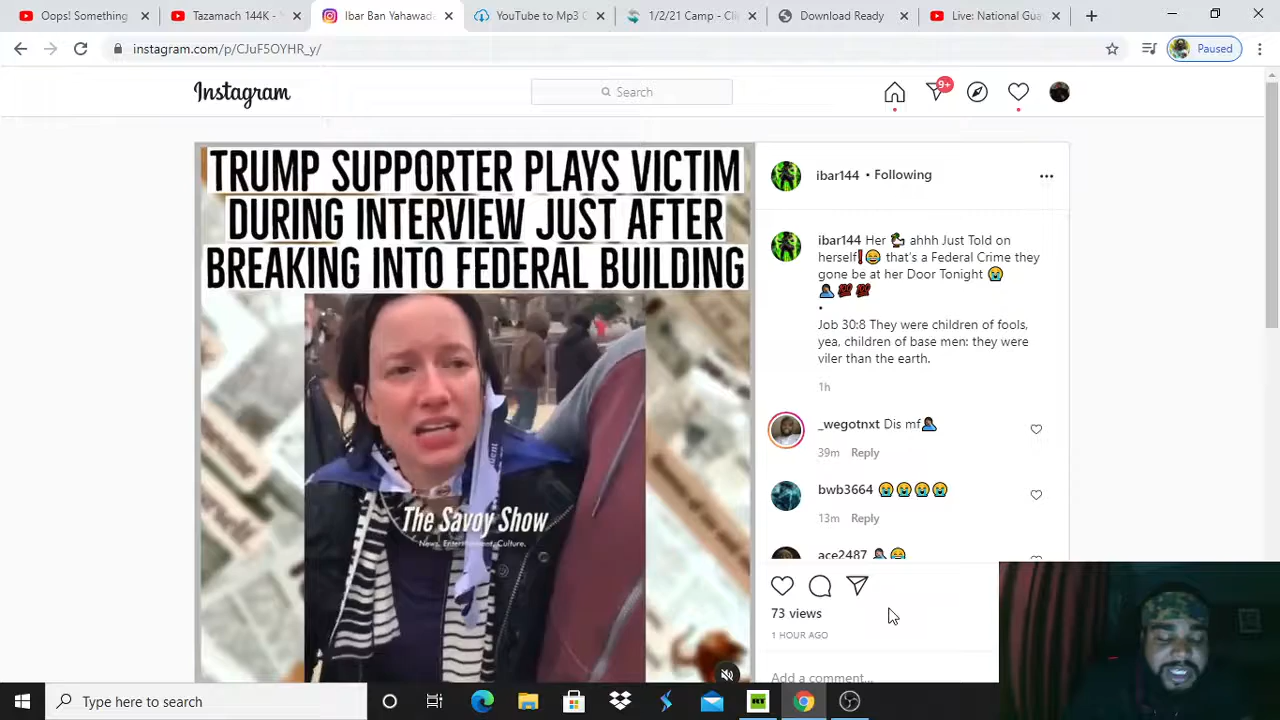 Oops! Something
Tazamach 144K -
Ibar Ban Yahawade
YouTube to Mp3 C
1/2/21 Camp - Cli
Download Ready
Live: National Gua
instagram.com/p/CJuF5OYHR_y/
Paused
Instagram
Search
9+
TRUMP SUPPORTER PLAYS VICTIM
DURING INTERVIEW JUST AFTER
BREAKING INTO FEDERAL BUILDING
The Savoy Show
News. Entertainment. Culture.
ibar144 • Following
ibar144 Her 🐓 ahhh Just Told on
herself❗😆 that's a Federal Crime they
gone be at her Door Tonight 😭
🤦🏿‍♂️💯💯
•
Job 30:8 They were children of fools,
yea, children of base men: they were
viler than the earth.
1h
_wegotnxt Dis mf🤦🏿‍♂️
39m Reply
bwb3664 😭😭😭😭
13m Reply
ace2487 🤦🏽‍♂️😂
73 views
1 HOUR AGO
Add a comment...
Type here to search
RT